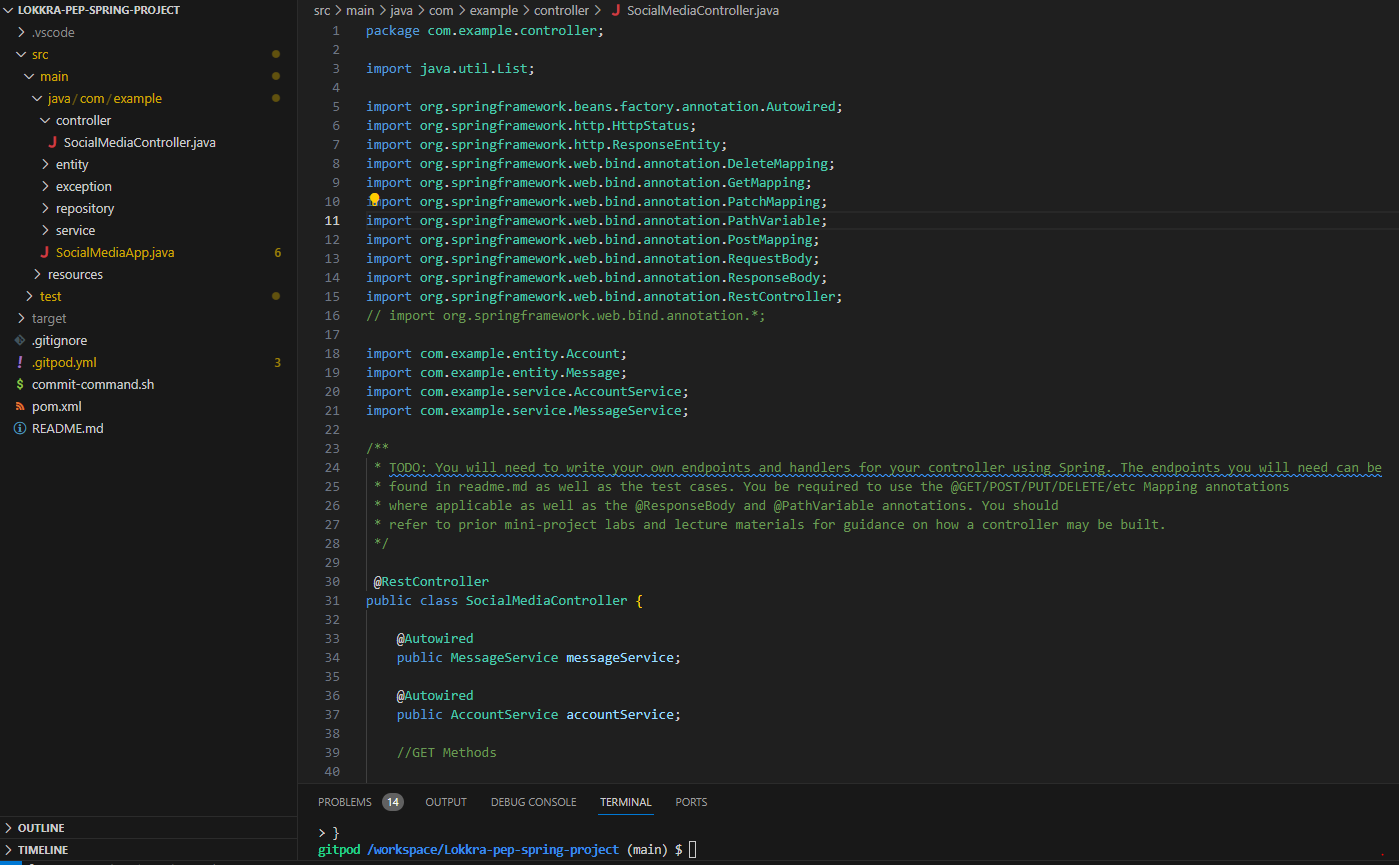 LOKKRA-PEP-SPRING-PROJECT
.vscode
src
main
java/com/example
controller
SocialMediaController.java
entity
exception
repository
service
SocialMediaApp.java 6
resources
test
target
.gitignore
.gitpod.yml 3
commit-command.sh
pom.xml
README.md
OUTLINE
TIMELINE
src > main > java > com > example > controller > SocialMediaController.java
1 package com.example.controller;
2
3 import java.util.List;
4
5 import org.springframework.beans.factory.annotation.Autowired;
6 import org.springframework.http.HttpStatus;
7 import org.springframework.http.ResponseEntity;
8 import org.springframework.web.bind.annotation.DeleteMapping;
9 import org.springframework.web.bind.annotation.GetMapping;
10 import org.springframework.web.bind.annotation.PatchMapping;
11 import org.springframework.web.bind.annotation.PathVariable;
12 import org.springframework.web.bind.annotation.PostMapping;
13 import org.springframework.web.bind.annotation.RequestBody;
14 import org.springframework.web.bind.annotation.ResponseBody;
15 import org.springframework.web.bind.annotation.RestController;
16 // import org.springframework.web.bind.annotation.*;
17
18 import com.example.entity.Account;
19 import com.example.entity.Message;
20 import com.example.service.AccountService;
21 import com.example.service.MessageService;
22
23 /**
24 * TODO: You will need to write your own endpoints and handlers for your controller using Spring. The endpoints you will need can be
25 * found in readme.md as well as the test cases. You be required to use the @GET/POST/PUT/DELETE/etc Mapping annotations
26 * where applicable as well as the @ResponseBody and @PathVariable annotations. You should
27 * refer to prior mini-project labs and lecture materials for guidance on how a controller may be built.
28 */
29
30 @RestController
31 public class SocialMediaController {
32
33 @Autowired
34 public MessageService messageService;
35
36 @Autowired
37 public AccountService accountService;
38
39 //GET Methods
40
PROBLEMS 14 OUTPUT DEBUG CONSOLE TERMINAL PORTS
> }
gitpod /workspace/Lokkra-pep-spring-project (main) $